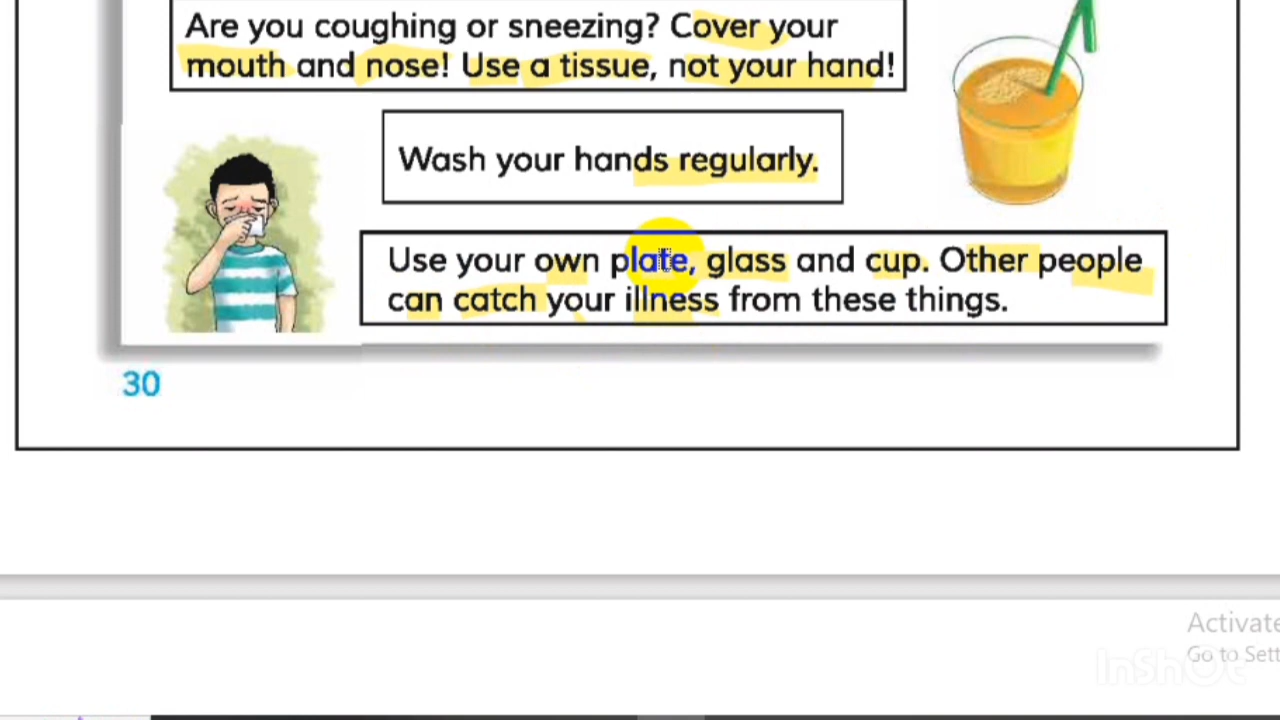 Are you coughing or sneezing? Cover your
mouth and nose! Use a tissue, not your hand!
Wash your hands regularly.
Use your own plate, glass and cup. Other people
can catch your illness from these things.
30
Activate
Go to Sett
InShOt